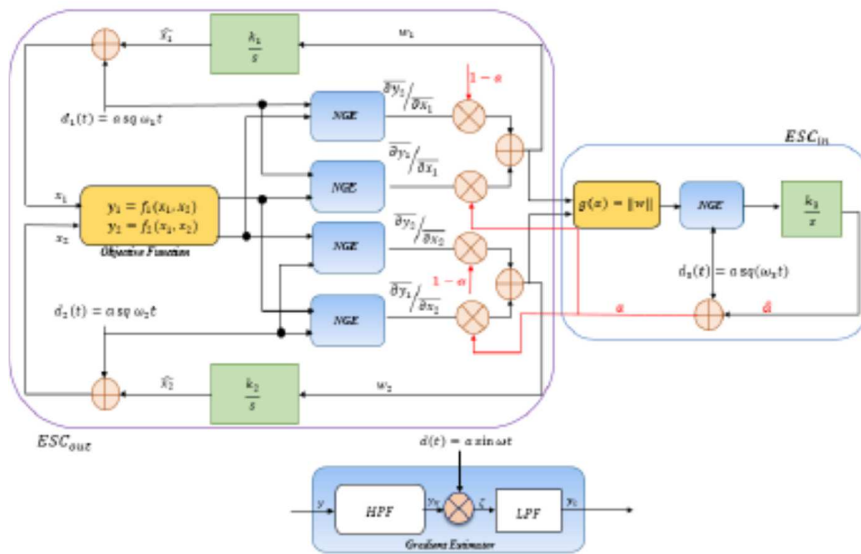 x̂₁
k₁
s
w₁
1 − a
∂y₂/∂x₁
d₁(t) = a sq ω₁t
NGE
∂y₁/∂x₁
NGE
ESC_in
x₁
y₁ = f₁(x₁, x₂)
y₂ = f₂(x₁, x₂)
x₂
Objective Function
g(a) = ‖w‖
NGE
k₃
s
∂y₂/∂x₂
NGE
1 − a
d₃(t) = a sq(ω₃t)
∂y₁/∂x₂
NGE
d₂(t) = a sq ω₂t
a
â
x̂₂
k₂
s
w₂
ESC_out
d(t) = a sin ωt
y
HPF
ζ
LPF
Gradient Estimator